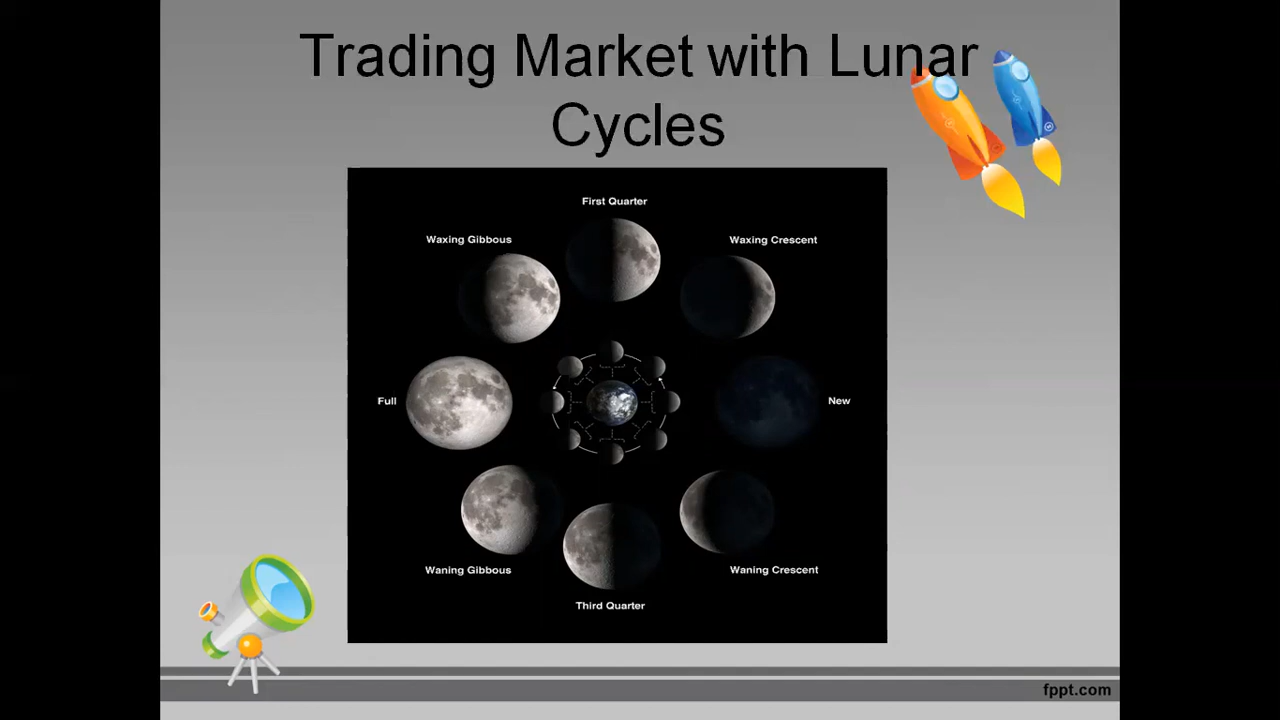 Trading Market with Lunar
Cycles
First Quarter
Waxing Gibbous
Waxing Crescent
Full
New
Waning Gibbous
Waning Crescent
Third Quarter
fppt.com